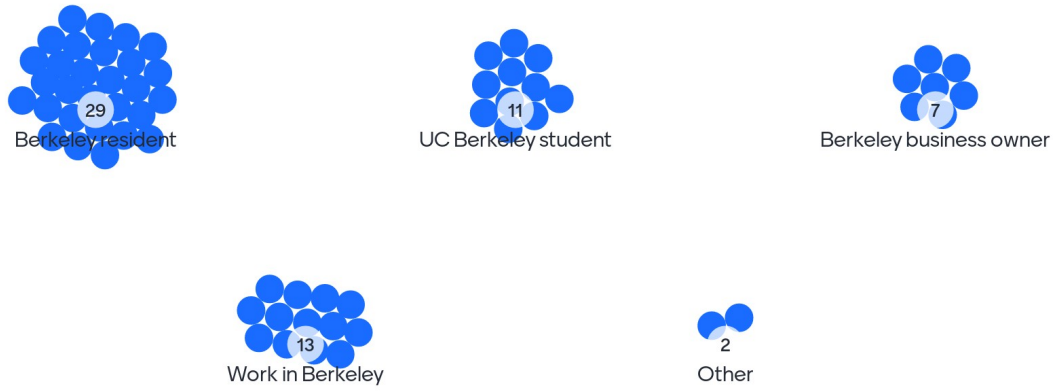 29
Berkeley resident
11
UC Berkeley student
7
Berkeley business owner
13
Work in Berkeley
2
Other